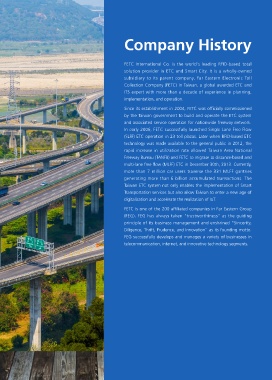 Company History
FETC International Co. is the world's leading RFID-based total
solution provider in ETC and Smart City. It is a wholly-owned
subsidiary to its parent company, Far Eastern Electronic Toll
Collection Company (FETC) in Taiwan, a global awarded ETC and
ITS expert with more than a decade of experience in planning,
implementation, and operation.
Since its establishment in 2004, FETC was officially commissioned
by the Taiwan government to build and operate the ETC system
and associated service operation for nationwide freeway network.
In early 2006, FETC successfully launched Single Lane Free Flow
(SLFF) ETC operation in 22 toll plazas. Later when RFID-based ETC
technology was made available to the general public in 2012, the
rapid increase in utilization rate allowed Taiwan Area National
Freeway Bureau (TANFB) and FETC to migrate to distance-based and
multi-lane free flow (MLFF) ETC in December 30th, 2013. Currently
more than 7 million car users traverse the 331 MLFF gantries
generating more than 6 billion accumulated transactions. The
Taiwan ETC system not only enables the implementation of Smart
Transportation services but also allow Taiwan to enter a new age of
digitalization and accelerate the realization of IoT.
FETC is one of the 200 affiliated companies in Far Eastern Group
(FEG). FEG has always taken "trustworthiness" as the guiding
principle of its business management and enshrined "Sincerity,
Diligence, Thrift, Prudence, and Innovation" as its founding motto.
FEG successfully develops and manages a variety of businesses in
telecommunication, internet, and innovative technology segments.